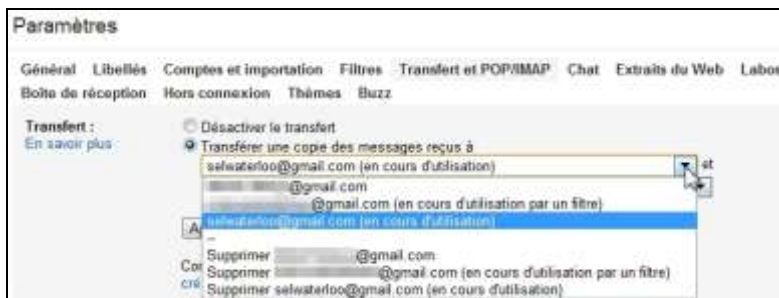 Paramètres
Général Libellés Comptes et importation Filtres Transfert et POP/IMAP Chat Extraits du Web Labos
Boîte de réception Hors connexion Thèmes Buzz
Transfert : Désactiver le transfert
En savoir plus Transférer une copie des messages reçus à
selwaterloo@gmail.com (en cours d'utilisation) et
@gmail.com
@gmail.com (en cours d'utilisation par un filtre)
selwaterloo@gmail.com (en cours d'utilisation)
--
Supprimer @gmail.com
Supprimer @gmail.com (en cours d'utilisation par un filtre)
Supprimer selwaterloo@gmail.com (en cours d'utilisation)